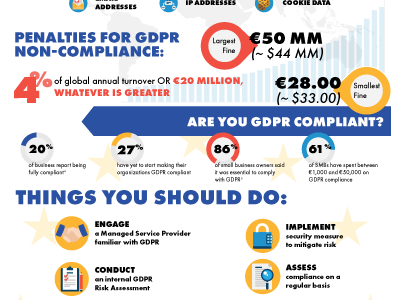 ADDRESSES
IP ADDRESSES
COOKIE DATA
PENALTIES FOR GDPR
NON-COMPLIANCE:
Largest
Fine
€50 MM
(~ $44 MM)
4% of global annual turnover OR €20 MILLION,
WHATEVER IS GREATER
€28.00
(~ $33.00)
Smallest
Fine
ARE YOU GDPR COMPLIANT?
20%
of business report being
fully compliant
27%
have yet to start making their
organizations GDPR compliant
86%
of small business owners said
it was essential to comply
with GDPR
61%
of SMBs have spent between
€1,000 and €50,000 on
GDPR compliance
THINGS YOU SHOULD DO:
ENGAGE
a Managed Service Provider
familiar with GDPR
IMPLEMENT
security measure
to mitigate risk
CONDUCT
an internal GDPR
Risk Assessment
ASSESS
compliance on a
regular basis